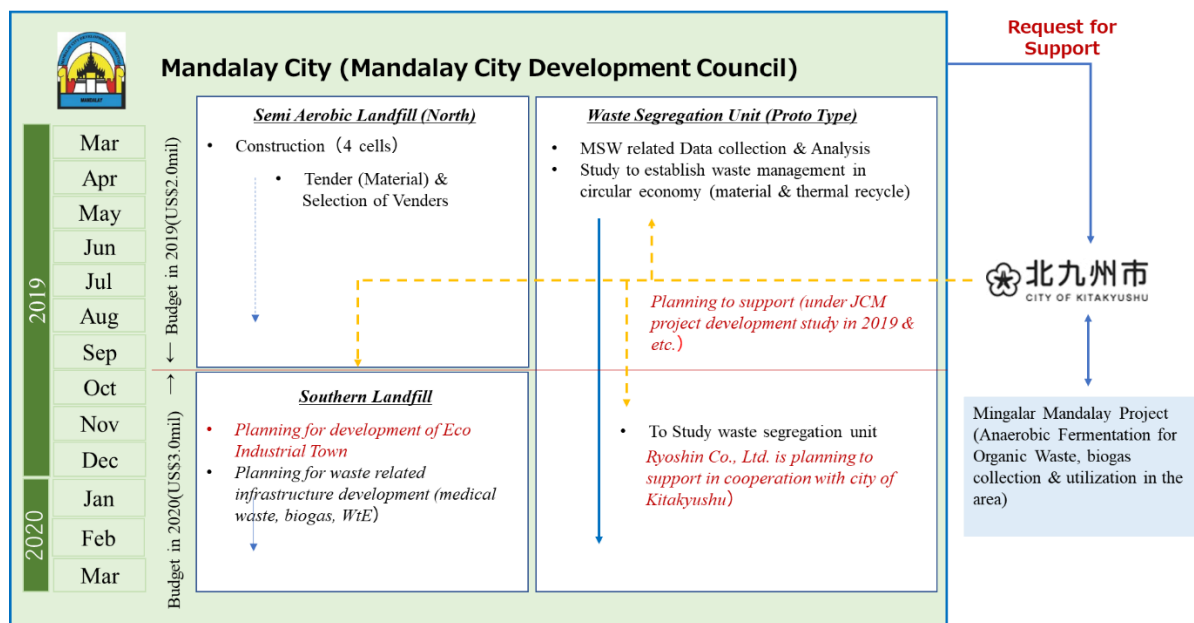 Request for
Support
Mandalay City (Mandalay City Development Council)
MANDALAY
2019
Mar
Apr
May
Jun
Jul
Aug
Sep
Oct
Nov
Dec
2020
Jan
Feb
Mar
← Budget in 2019(US$2.0mil)
Budget in 2020(US$3.0mil) →
Semi Aerobic Landfill (North)
• Construction（4 cells）
• Tender (Material) &
Selection of Venders
Waste Segregation Unit (Proto Type)
• MSW related Data collection & Analysis
• Study to establish waste management in
circular economy (material & thermal recycle)
Planning to support (under JCM
project development study in 2019 &
etc.）
Southern Landfill
• Planning for development of Eco
Industrial Town
• Planning for waste related
infrastructure development (medical
waste, biogas, WtE）
• To Study waste segregation unit
Ryoshin Co., Ltd. is planning to
support in cooperation with city of
Kitakyushu）
北九州市
CITY OF KITAKYUSHU
Mingalar Mandalay Project
(Anaerobic Fermentation for
Organic Waste, biogas
collection & utilization in the
area)